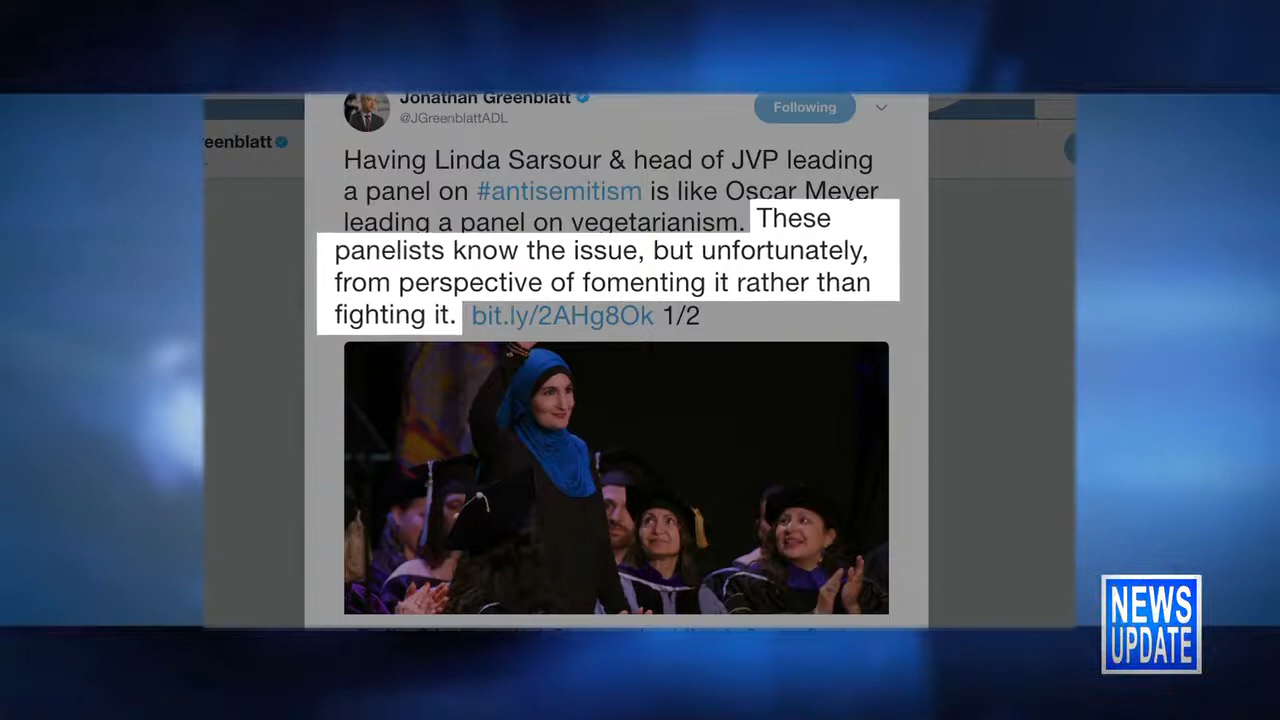 Jonathan Greenblatt
Following
@JGreenblattADL
reenblatt
Having Linda Sarsour & head of JVP leading
a panel on #antisemitism is like Oscar Meyer
leading a panel on vegetarianism. These
panelists know the issue, but unfortunately,
from perspective of fomenting it rather than
fighting it. bit.ly/2AHg8Ok 1/2
NEWS
UPDATE